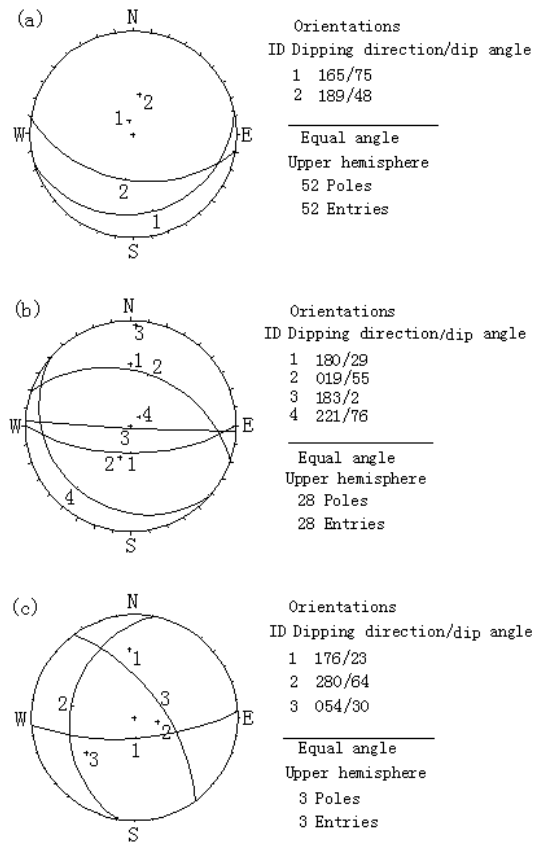 (a)
N
W
E
S
1
2
2
1
Orientations
ID Dipping direction/dip angle
1 165/75
2 189/48
Equal angle
Upper hemisphere
52 Poles
52 Entries
(b)
N
3
1 2
4
W
E
3
2 1
4
S
Orientations
ID Dipping direction/dip angle
1 180/29
2 019/55
3 183/2
4 221/76
Equal angle
Upper hemisphere
28 Poles
28 Entries
(c)
N
1
2
3
W
E
2
1
3
S
Orientations
ID Dipping direction/dip angle
1 176/23
2 280/64
3 054/30
Equal angle
Upper hemisphere
3 Poles
3 Entries